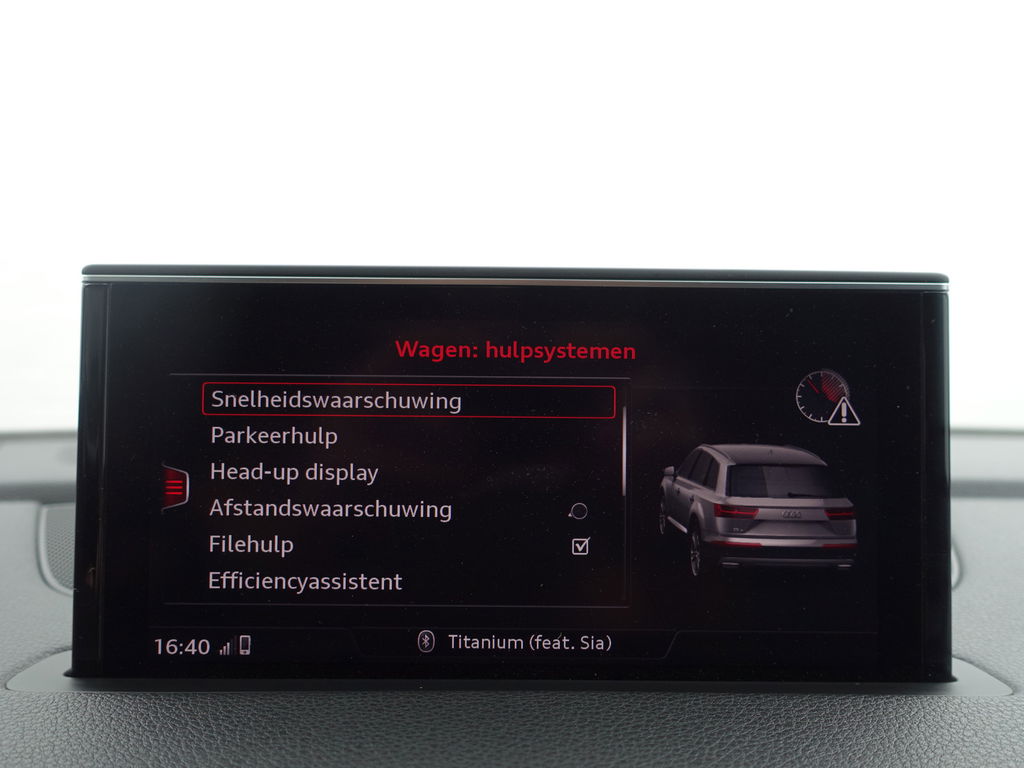 Wagen: hulpsystemen
Snelheidswaarschuwing
Parkeerhulp
Head-up display
Afstandswaarschuwing
Filehulp
Efficiencyassistent
16:40
Titanium (feat. Sia)